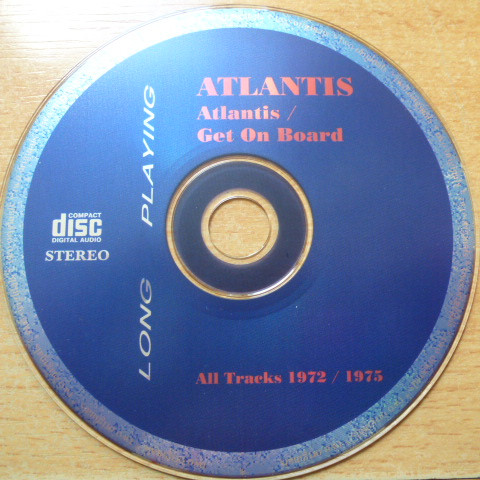 ATLANTIS
Atlantis /
Get On Board
LONG PLAYING
COMPACT
disc
DIGITAL AUDIO
STEREO
All Tracks 1972 / 1975